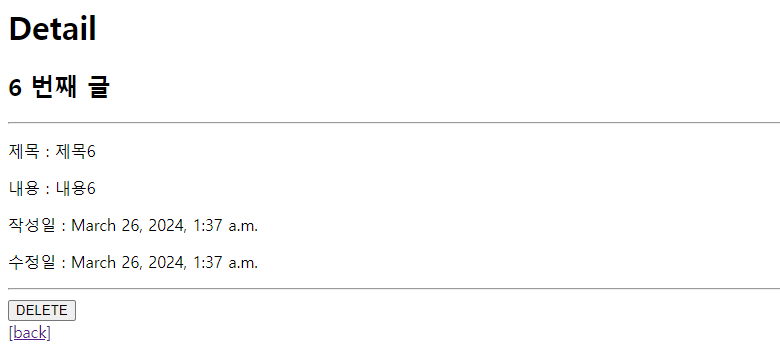 Detail
6 번째 글
제목 : 제목6
내용 : 내용6
작성일 : March 26, 2024, 1:37 a.m.
수정일 : March 26, 2024, 1:37 a.m.
DELETE
[back]